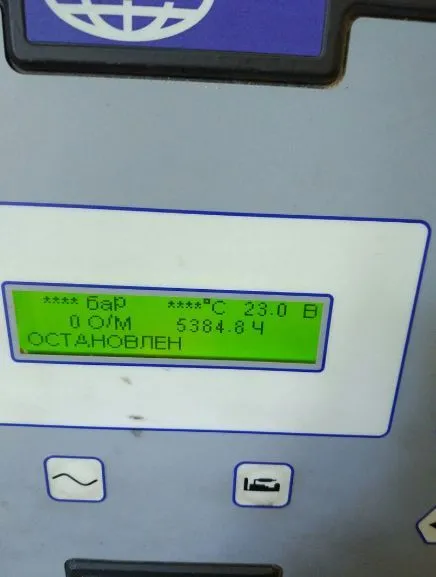 **** бар ****°C 23.0 В
0 О/М 5384.8 Ч
ОСТАНОВЛЕН